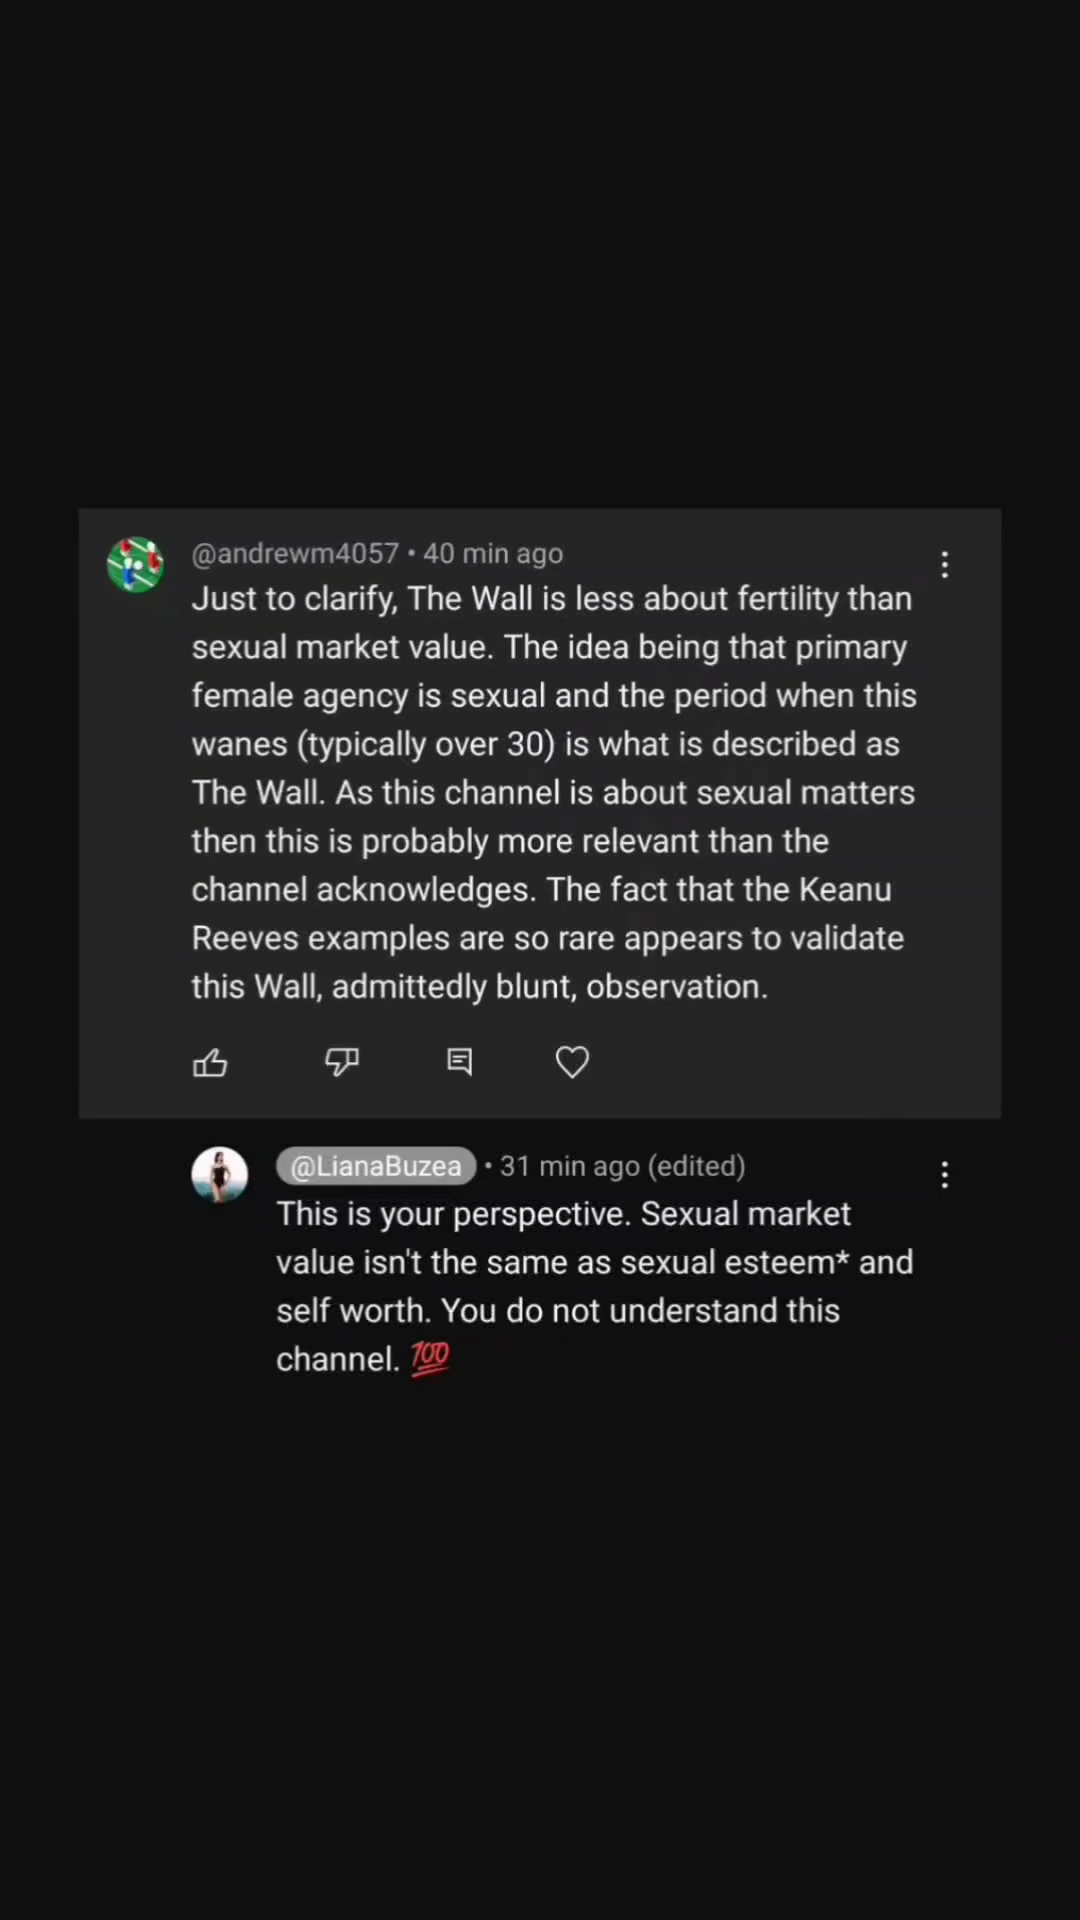 @andrewm4057 • 40 min ago
Just to clarify, The Wall is less about fertility than
sexual market value. The idea being that primary
female agency is sexual and the period when this
wanes (typically over 30) is what is described as
The Wall. As this channel is about sexual matters
then this is probably more relevant than the
channel acknowledges. The fact that the Keanu
Reeves examples are so rare appears to validate
this Wall, admittedly blunt, observation.
@LianaBuzea • 31 min ago (edited)
This is your perspective. Sexual market
value isn't the same as sexual esteem* and
self worth. You do not understand this
channel. 💯